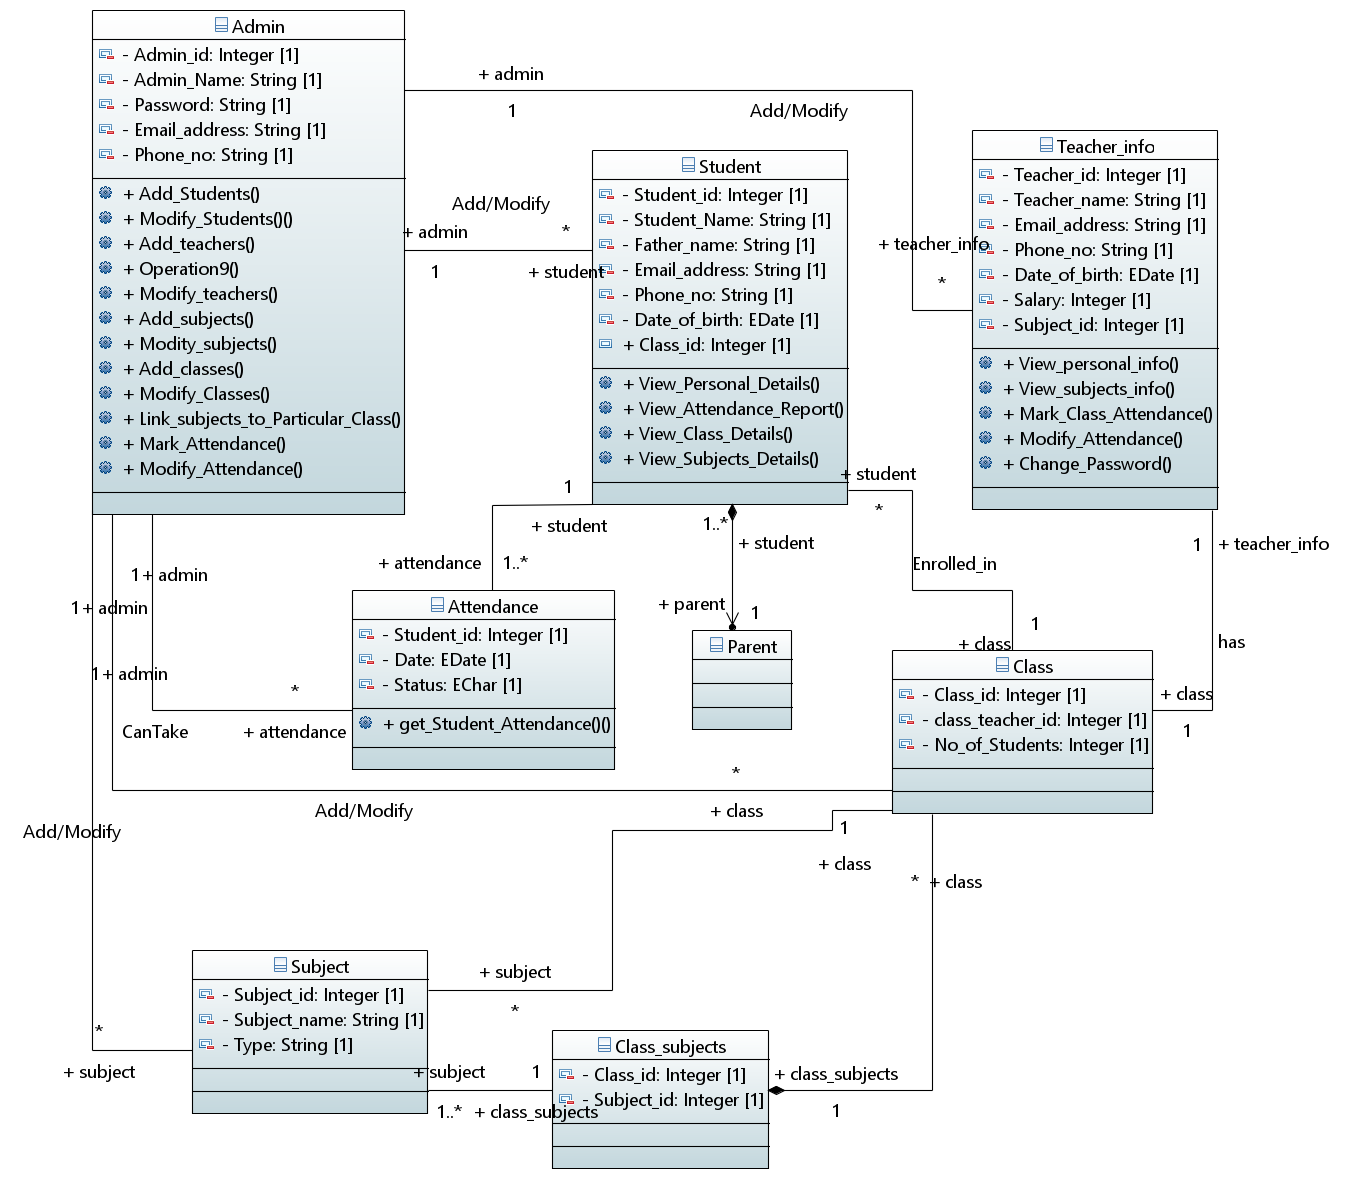 Admin
- Admin_id: Integer [1]
- Admin_Name: String [1]
- Password: String [1]
- Email_address: String [1]
- Phone_no: String [1]
+ Add_Students()
+ Modify_Students()()
+ Add_teachers()
+ Operation9()
+ Modify_teachers()
+ Add_subjects()
+ Modity_subjects()
+ Add_classes()
+ Modify_Classes()
+ Link_subjects_to_Particular_Class()
+ Mark_Attendance()
+ Modify_Attendance()
+ admin
1
Add/Modify
+ teacher_info
*
Add/Modify
+ admin
1
*
+ student
Student
- Student_id: Integer [1]
- Student_Name: String [1]
- Father_name: String [1]
- Email_address: String [1]
- Phone_no: String [1]
- Date_of_birth: EDate [1]
+ Class_id: Integer [1]
+ View_Personal_Details()
+ View_Attendance_Report()
+ View_Class_Details()
+ View_Subjects_Details()
Teacher_info
- Teacher_id: Integer [1]
- Teacher_name: String [1]
- Email_address: String [1]
- Phone_no: String [1]
- Date_of_birth: EDate [1]
- Salary: Integer [1]
- Subject_id: Integer [1]
+ View_personal_info()
+ View_subjects_info()
+ Mark_Class_Attendance()
+ Modify_Attendance()
+ Change_Password()
1
+ student
+ attendance
1..*
1..*
+ student
+ parent
1
+ student
*
Enrolled_in
1
+ class
1
+ teacher_info
has
+ class
1
1
+ admin
1
+ admin
1
+ admin
*
CanTake
+ attendance
Attendance
- Student_id: Integer [1]
- Date: EDate [1]
- Status: EChar [1]
+ get_Student_Attendance()()
Parent
Class
- Class_id: Integer [1]
- class_teacher_id: Integer [1]
- No_of_Students: Integer [1]
*
Add/Modify
+ class
1
+ class
* + class
Add/Modify
*
+ subject
Subject
- Subject_id: Integer [1]
- Subject_name: String [1]
- Type: String [1]
+ subject
*
+ subject
1
1..*
+ class_subjects
Class_subjects
- Class_id: Integer [1]
- Subject_id: Integer [1]
+ class_subjects
1